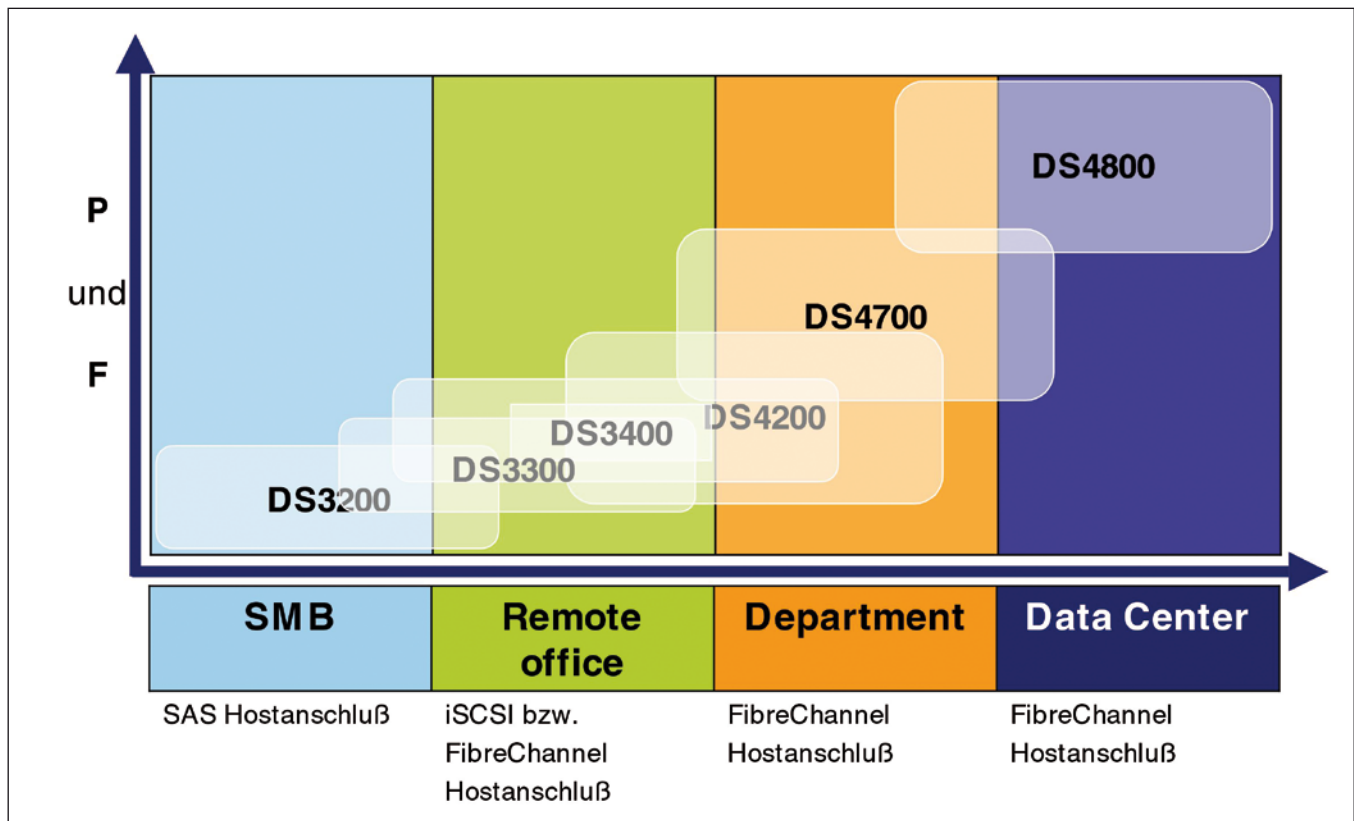 P
und
F
DS4800
DS4700
DS4200
DS3400
DS3300
DS3200
SMB
Remote
office
Department
Data Center
SAS Hostanschluß
iSCSI bzw.
FibreChannel
Hostanschluß
FibreChannel
Hostanschluß
FibreChannel
Hostanschluß